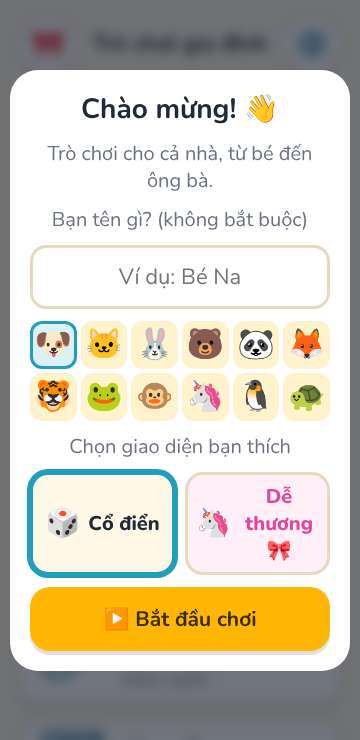 Chào mừng! 👋
Trò chơi cho cả nhà, từ bé đến
ông bà.
Bạn tên gì? (không bắt buộc)
Ví dụ: Bé Na
Chọn giao diện bạn thích
🎲 Cổ điển
🦄 Dễ
thương
🎀
▶️ Bắt đầu chơi